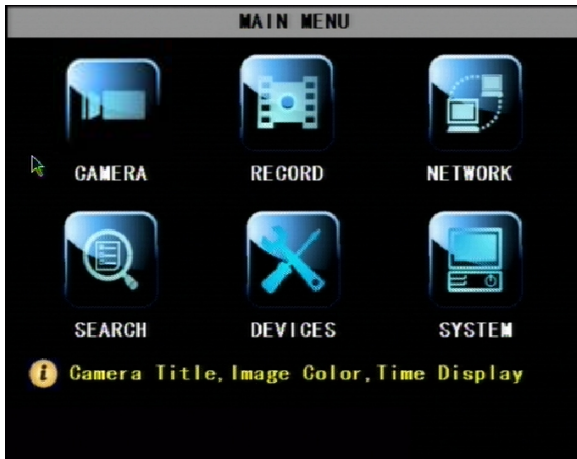 MAIN MENU
CAMERA RECORD NETWORK
SEARCH DEVICES SYSTEM
i Camera Title,Image Color,Time Display